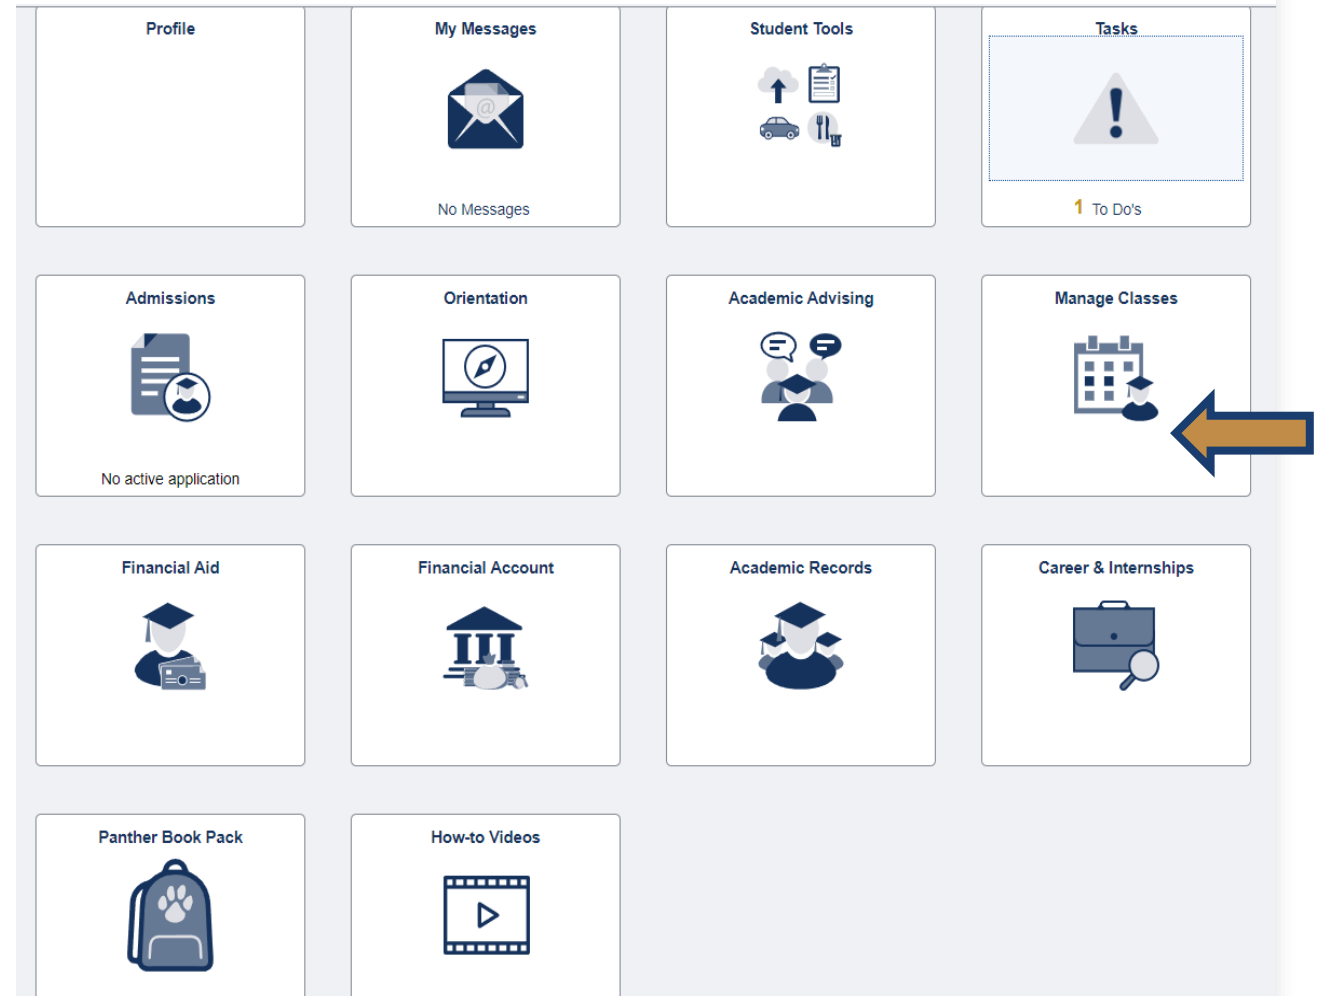 Profile
My Messages
Student Tools
Tasks
@
No Messages
1 To Do's
Admissions
Orientation
Academic Advising
Manage Classes
No active application
Financial Aid
Financial Account
Academic Records
Career & Internships
Panther Book Pack
How-to Videos